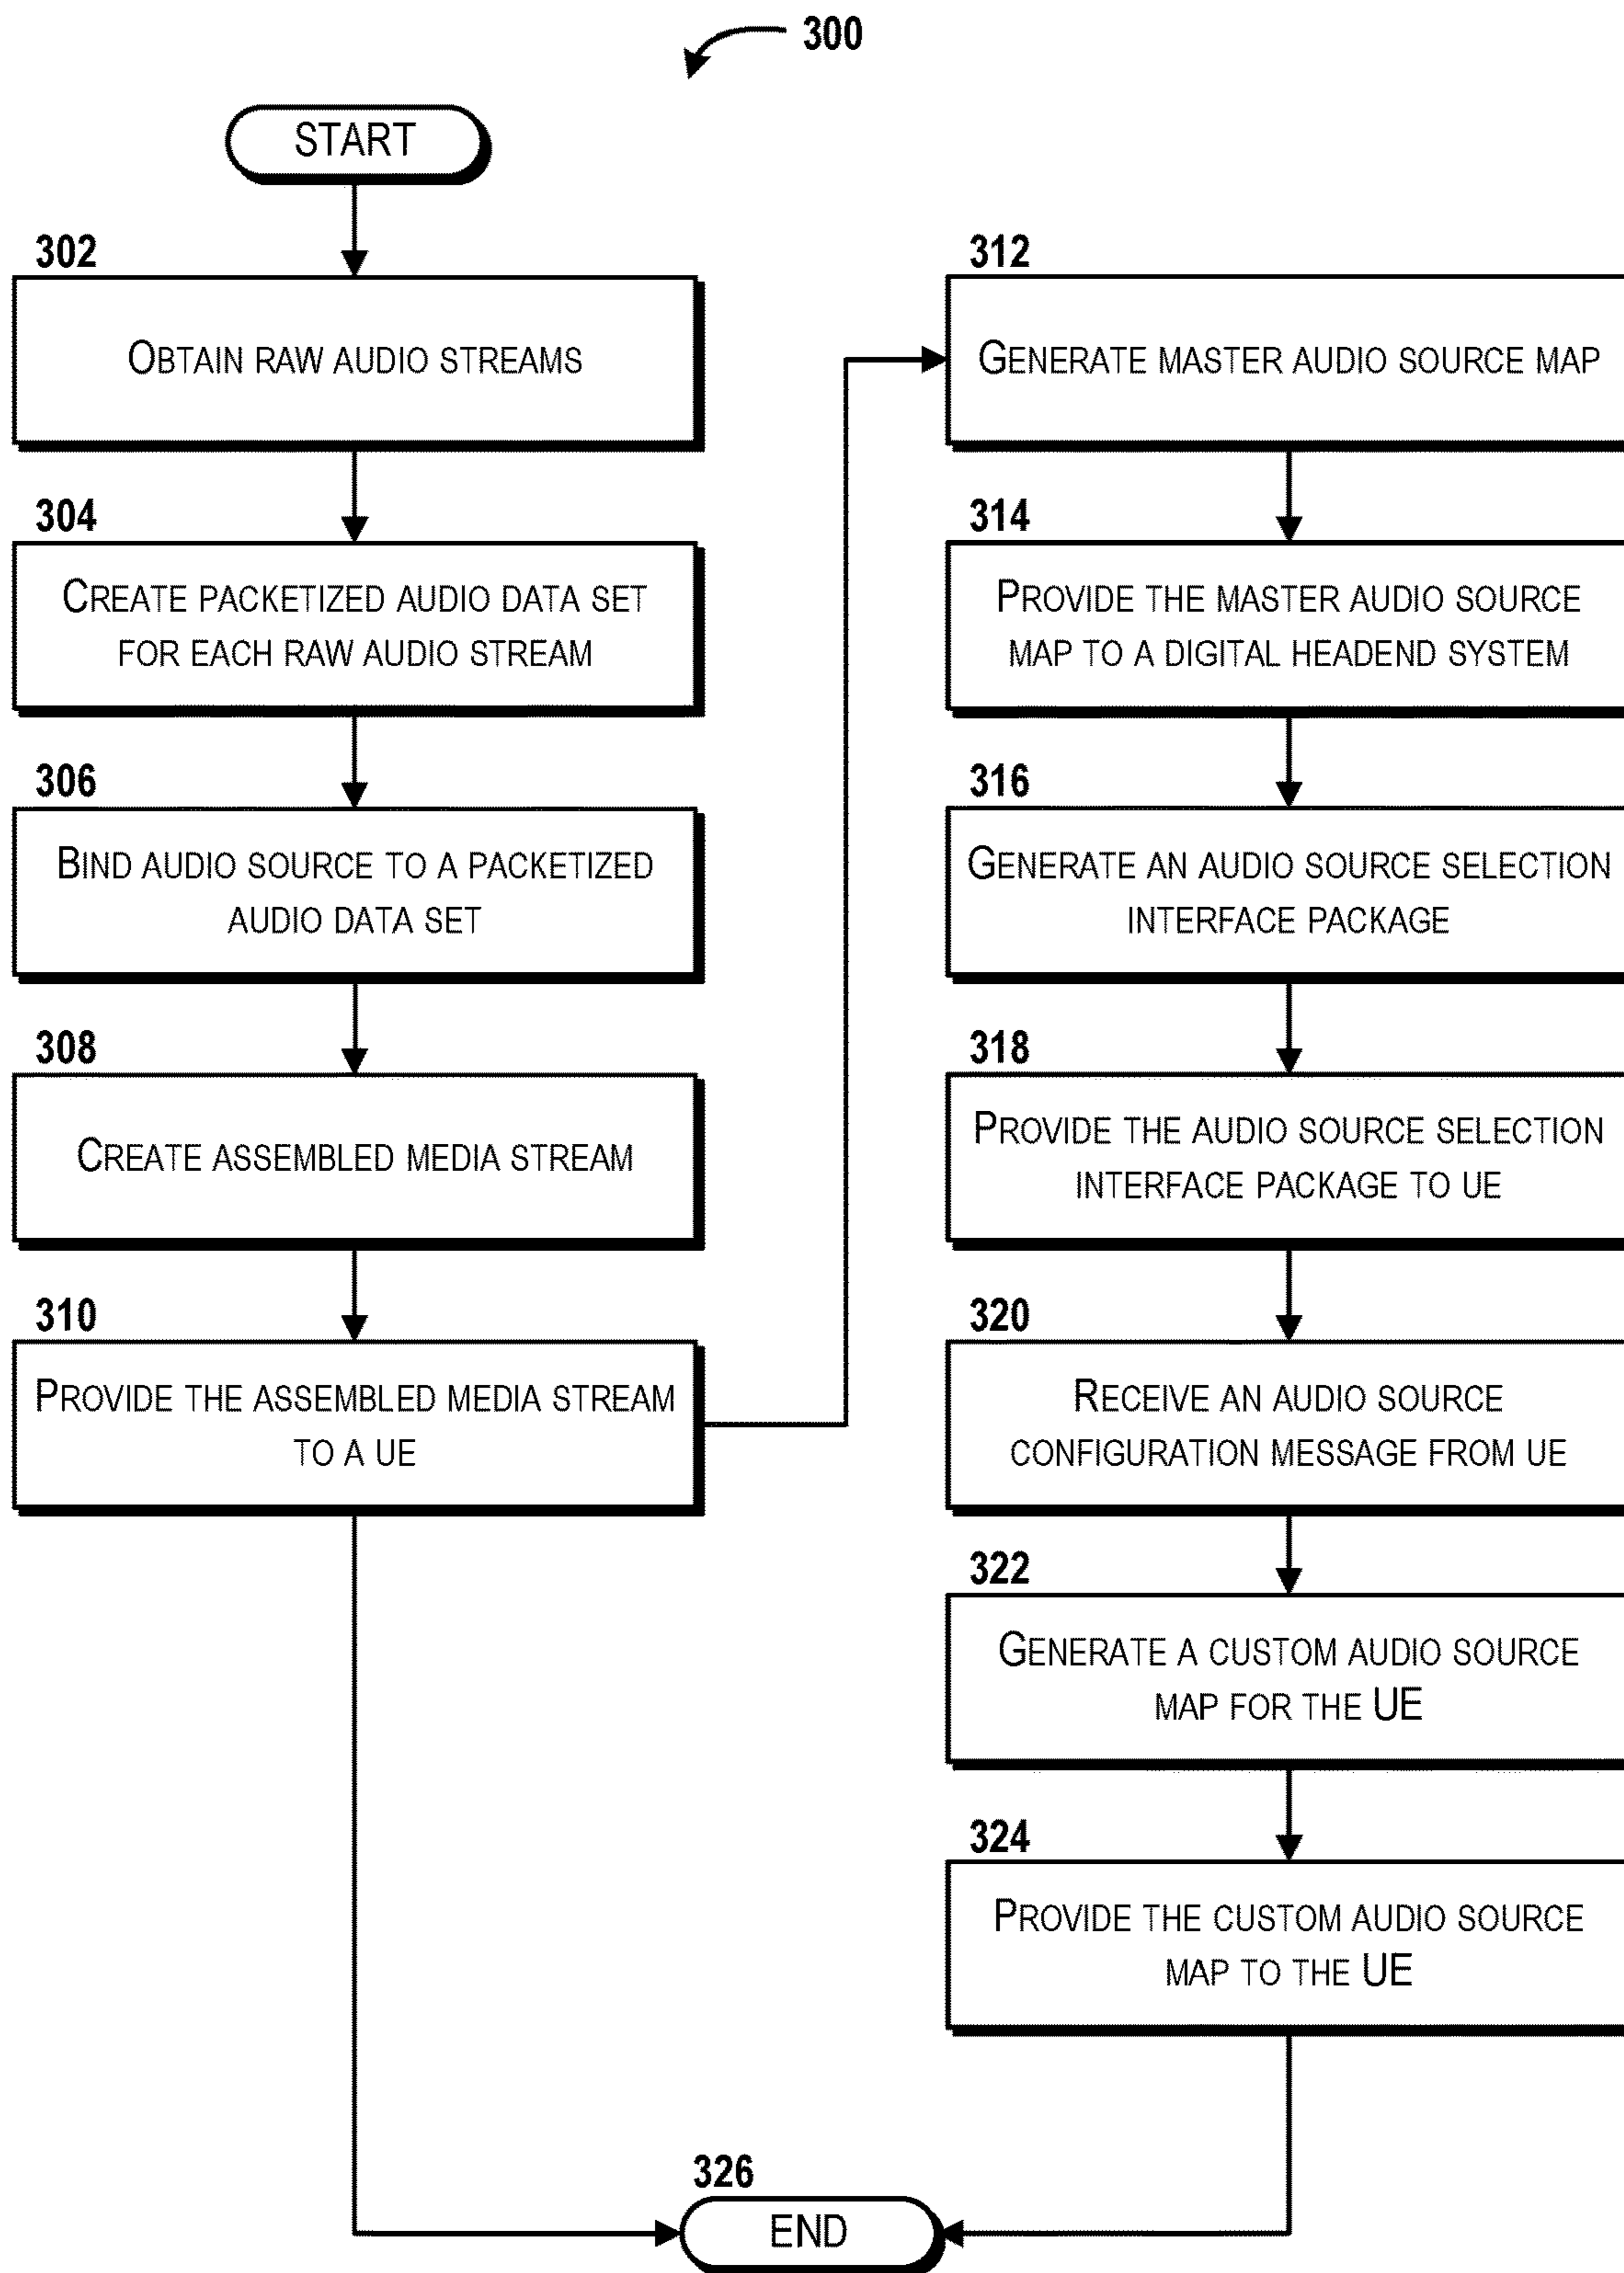 300
START
302
OBTAIN RAW AUDIO STREAMS
304
CREATE PACKETIZED AUDIO DATA SET
FOR EACH RAW AUDIO STREAM
306
BIND AUDIO SOURCE TO A PACKETIZED
AUDIO DATA SET
308
CREATE ASSEMBLED MEDIA STREAM
310
PROVIDE THE ASSEMBLED MEDIA STREAM
TO A UE
312
GENERATE MASTER AUDIO SOURCE MAP
314
PROVIDE THE MASTER AUDIO SOURCE
MAP TO A DIGITAL HEADEND SYSTEM
316
GENERATE AN AUDIO SOURCE SELECTION
INTERFACE PACKAGE
318
PROVIDE THE AUDIO SOURCE SELECTION
INTERFACE PACKAGE TO UE
320
RECEIVE AN AUDIO SOURCE
CONFIGURATION MESSAGE FROM UE
322
GENERATE A CUSTOM AUDIO SOURCE
MAP FOR THE UE
324
PROVIDE THE CUSTOM AUDIO SOURCE
MAP TO THE UE
326
END